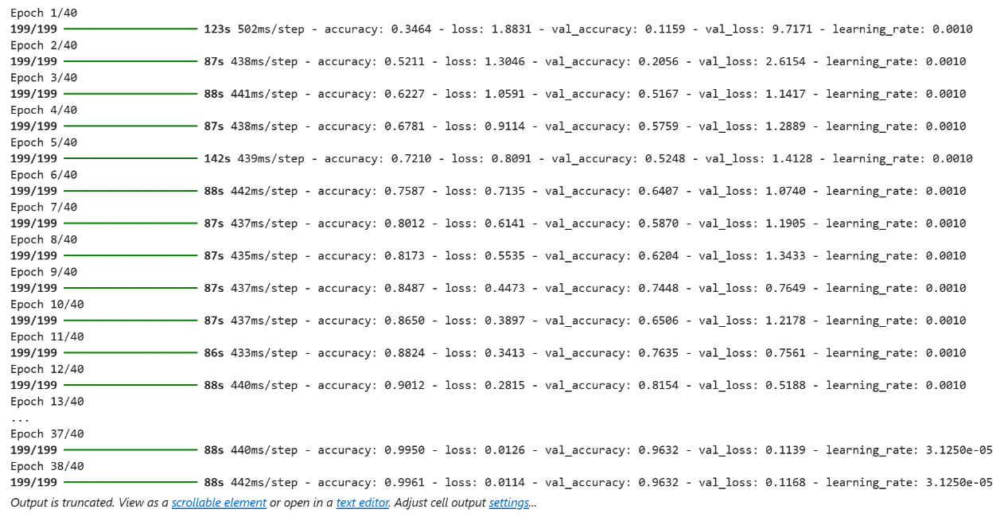 Epoch 1/40
199/199 ━━━━━━━━━━━━━━━━━━━━ 123s 502ms/step - accuracy: 0.3464 - loss: 1.8831 - val_accuracy: 0.1159 - val_loss: 9.7171 - learning_rate: 0.0010
Epoch 2/40
199/199 ━━━━━━━━━━━━━━━━━━━━ 87s 438ms/step - accuracy: 0.5211 - loss: 1.3046 - val_accuracy: 0.2056 - val_loss: 2.6154 - learning_rate: 0.0010
Epoch 3/40
199/199 ━━━━━━━━━━━━━━━━━━━━ 88s 441ms/step - accuracy: 0.6227 - loss: 1.0591 - val_accuracy: 0.5167 - val_loss: 1.1417 - learning_rate: 0.0010
Epoch 4/40
199/199 ━━━━━━━━━━━━━━━━━━━━ 87s 438ms/step - accuracy: 0.6781 - loss: 0.9114 - val_accuracy: 0.5759 - val_loss: 1.2889 - learning_rate: 0.0010
Epoch 5/40
199/199 ━━━━━━━━━━━━━━━━━━━━ 142s 439ms/step - accuracy: 0.7210 - loss: 0.8091 - val_accuracy: 0.5248 - val_loss: 1.4128 - learning_rate: 0.0010
Epoch 6/40
199/199 ━━━━━━━━━━━━━━━━━━━━ 88s 442ms/step - accuracy: 0.7587 - loss: 0.7135 - val_accuracy: 0.6407 - val_loss: 1.0740 - learning_rate: 0.0010
Epoch 7/40
199/199 ━━━━━━━━━━━━━━━━━━━━ 87s 437ms/step - accuracy: 0.8012 - loss: 0.6141 - val_accuracy: 0.5870 - val_loss: 1.1905 - learning_rate: 0.0010
Epoch 8/40
199/199 ━━━━━━━━━━━━━━━━━━━━ 87s 435ms/step - accuracy: 0.8173 - loss: 0.5535 - val_accuracy: 0.6204 - val_loss: 1.3433 - learning_rate: 0.0010
Epoch 9/40
199/199 ━━━━━━━━━━━━━━━━━━━━ 87s 437ms/step - accuracy: 0.8487 - loss: 0.4473 - val_accuracy: 0.7448 - val_loss: 0.7649 - learning_rate: 0.0010
Epoch 10/40
199/199 ━━━━━━━━━━━━━━━━━━━━ 87s 437ms/step - accuracy: 0.8650 - loss: 0.3897 - val_accuracy: 0.6506 - val_loss: 1.2178 - learning_rate: 0.0010
Epoch 11/40
199/199 ━━━━━━━━━━━━━━━━━━━━ 86s 433ms/step - accuracy: 0.8824 - loss: 0.3413 - val_accuracy: 0.7635 - val_loss: 0.7561 - learning_rate: 0.0010
Epoch 12/40
199/199 ━━━━━━━━━━━━━━━━━━━━ 88s 440ms/step - accuracy: 0.9012 - loss: 0.2815 - val_accuracy: 0.8154 - val_loss: 0.5188 - learning_rate: 0.0010
Epoch 13/40
...
Epoch 37/40
199/199 ━━━━━━━━━━━━━━━━━━━━ 88s 440ms/step - accuracy: 0.9950 - loss: 0.0126 - val_accuracy: 0.9632 - val_loss: 0.1139 - learning_rate: 3.1250e-05
Epoch 38/40
199/199 ━━━━━━━━━━━━━━━━━━━━ 88s 442ms/step - accuracy: 0.9961 - loss: 0.0114 - val_accuracy: 0.9632 - val_loss: 0.1168 - learning_rate: 3.1250e-05
Output is truncated. View as a scrollable element or open in a text editor. Adjust cell output settings...